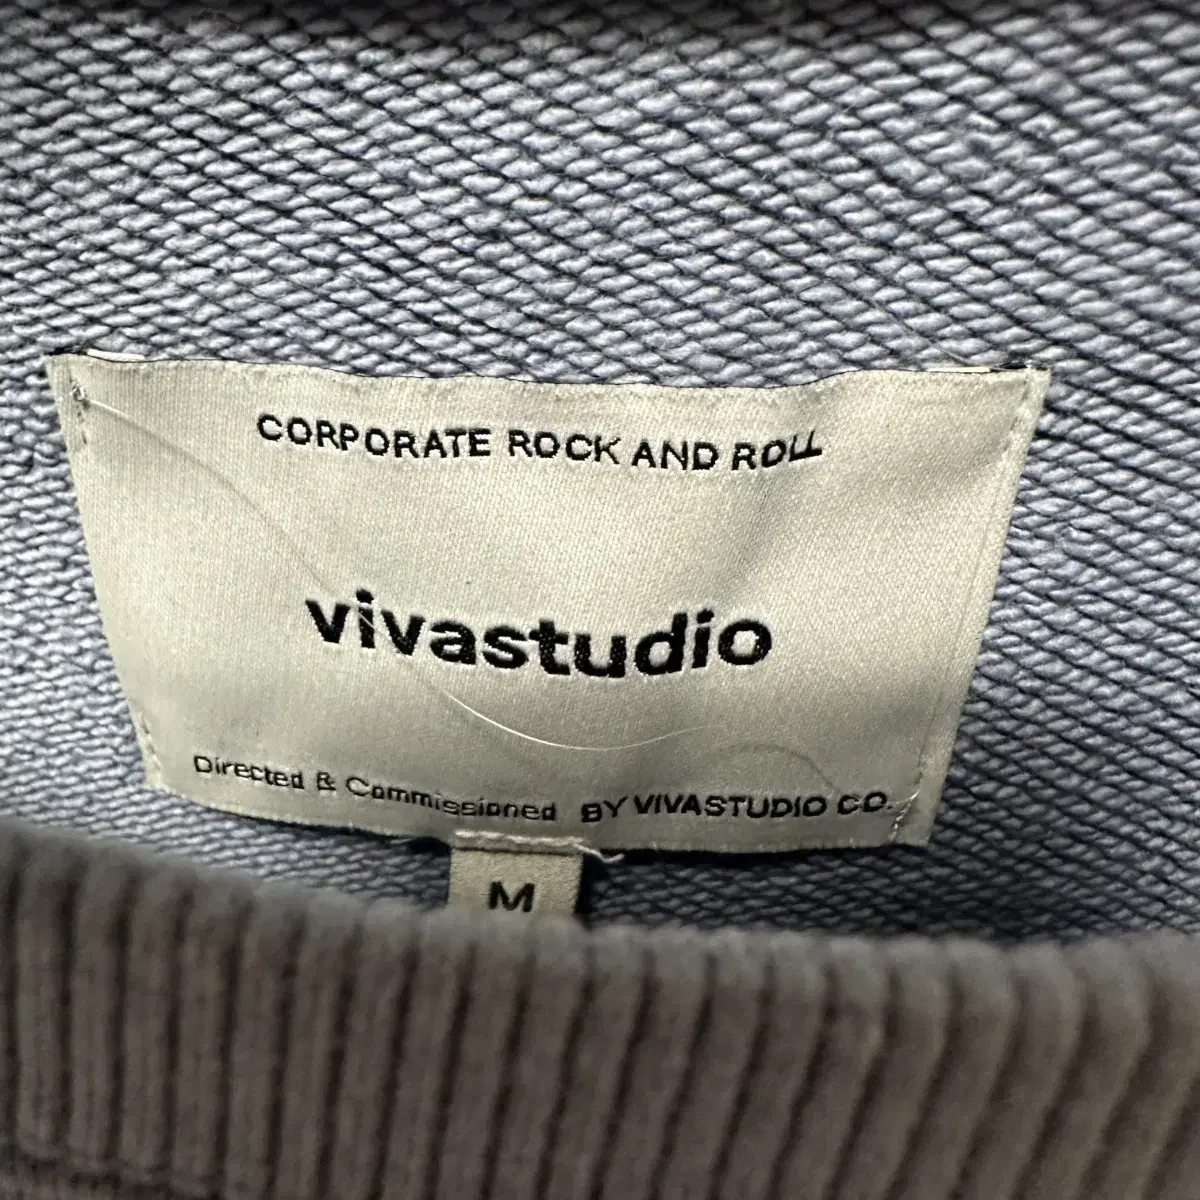 CORPORATE ROCK AND ROLL
vivastudio
Directed & Commissioned BY VIVASTUDIO CO.
M